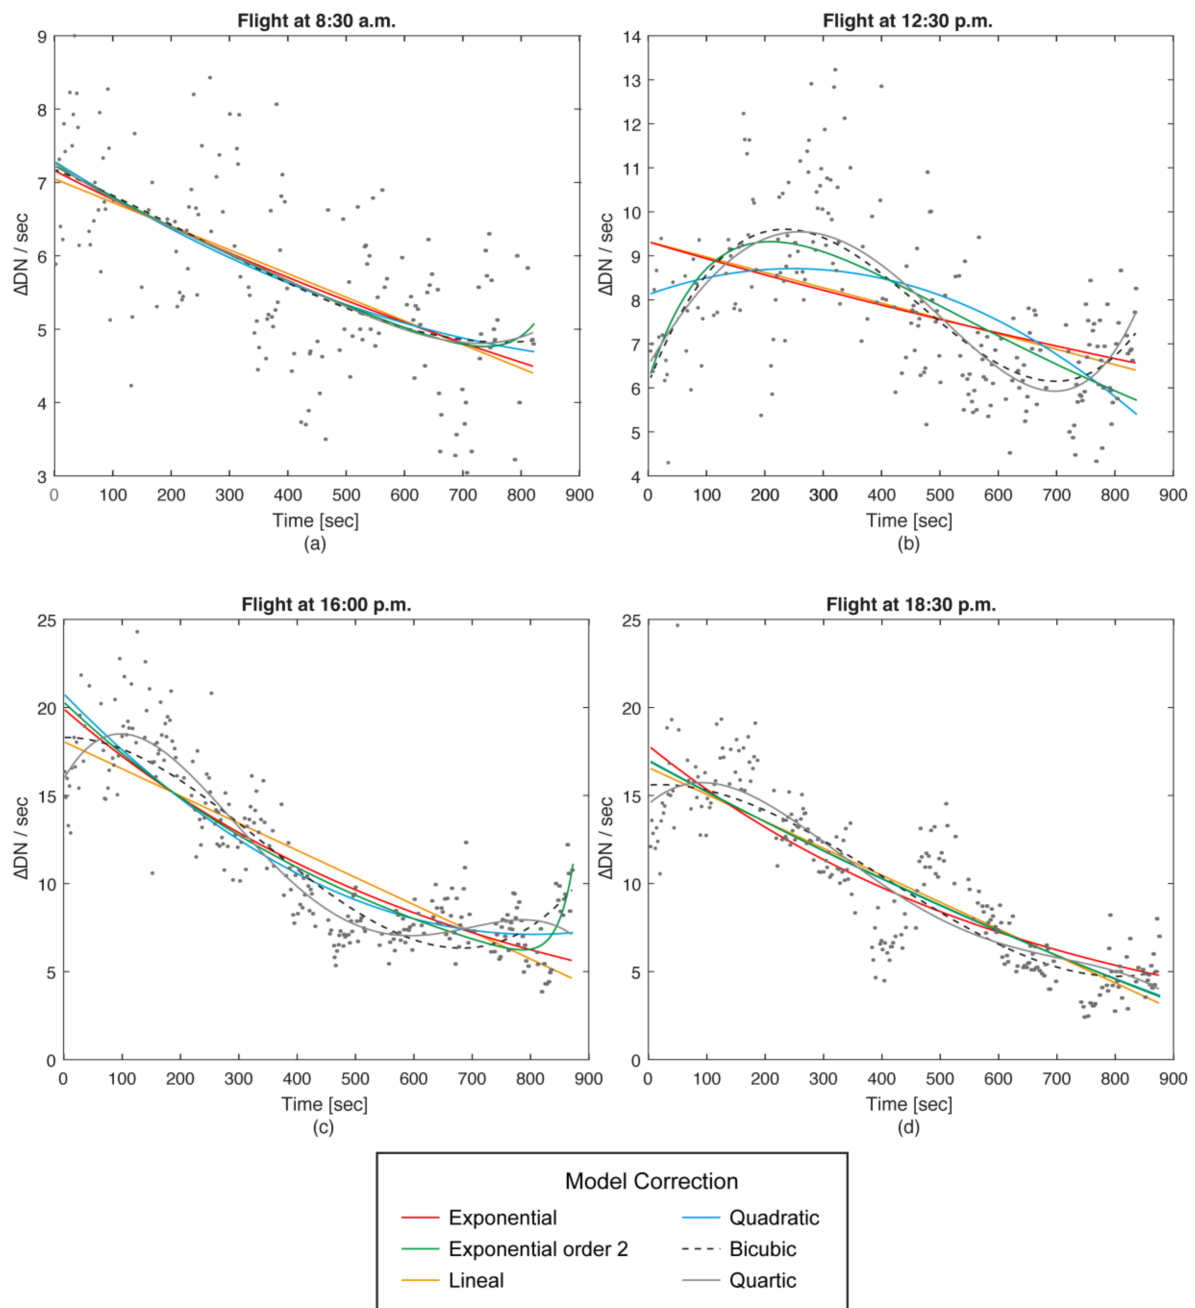 Flight at 8:30 a.m.
9
8
7
6
5
4
3
ΔDN / sec
0 100 200 300 400 500 600 700 800 900
Time [sec]
(a)
Flight at 12:30 p.m.
14
13
12
11
10
9
8
7
6
5
4
ΔDN / sec
0 100 200 300 400 500 600 700 800 900
Time [sec]
(b)
Flight at 16:00 p.m.
25
20
15
10
5
0
ΔDN / sec
0 100 200 300 400 500 600 700 800 900
Time [sec]
(c)
Flight at 18:30 p.m.
25
20
15
10
5
0
ΔDN / sec
0 100 200 300 400 500 600 700 800 900
Time [sec]
(d)
Model Correction
Exponential Quadratic
Exponential order 2 Bicubic
Lineal Quartic